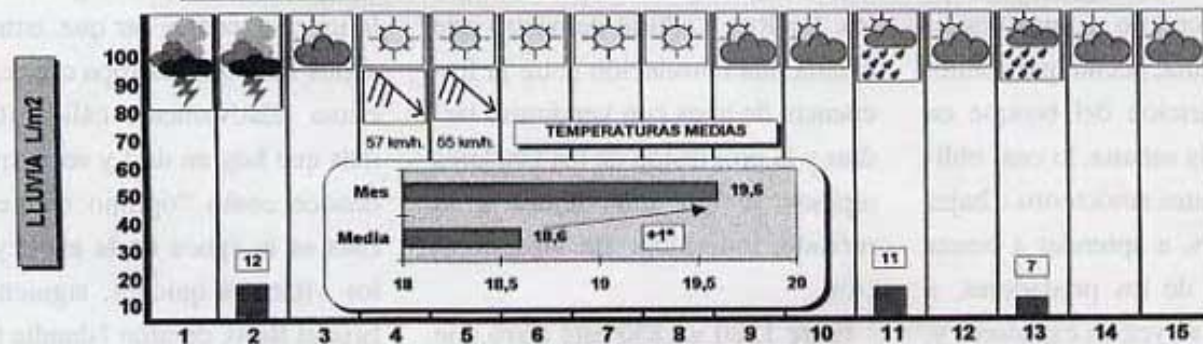 LLUVIA L/m2
100
90
80
70
60
50
40
30
20
10
57 km/h.
55 km/h.
TEMPERATURAS MEDIAS
Mes
19,6
Media
18,6
+1º
18
18,5
19
19,5
20
12
11
7
1 2 3 4 5 6 7 8 9 10 11 12 13 14 15